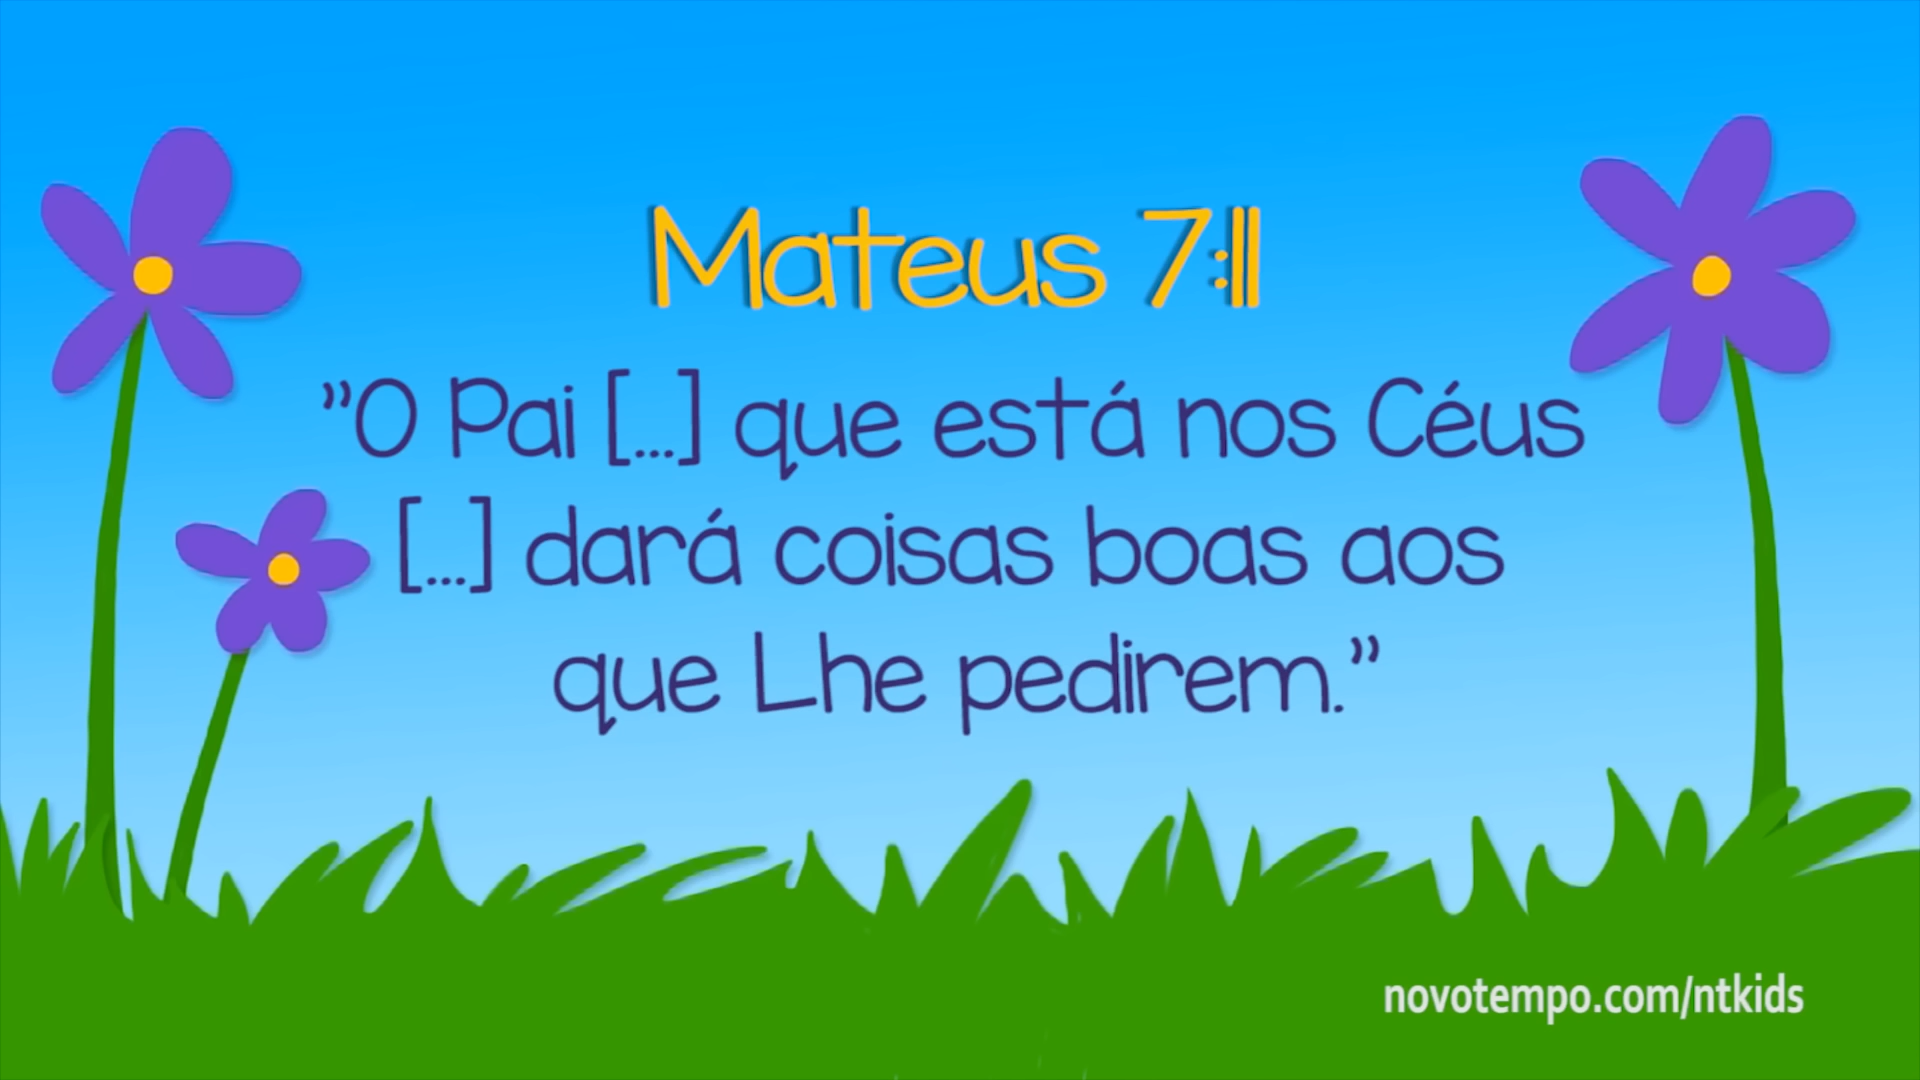 Mateus 7:11
"O Pai [...] que está nos Céus
[...] dará coisas boas aos
que Lhe pedirem."
novotempo.com/ntkids